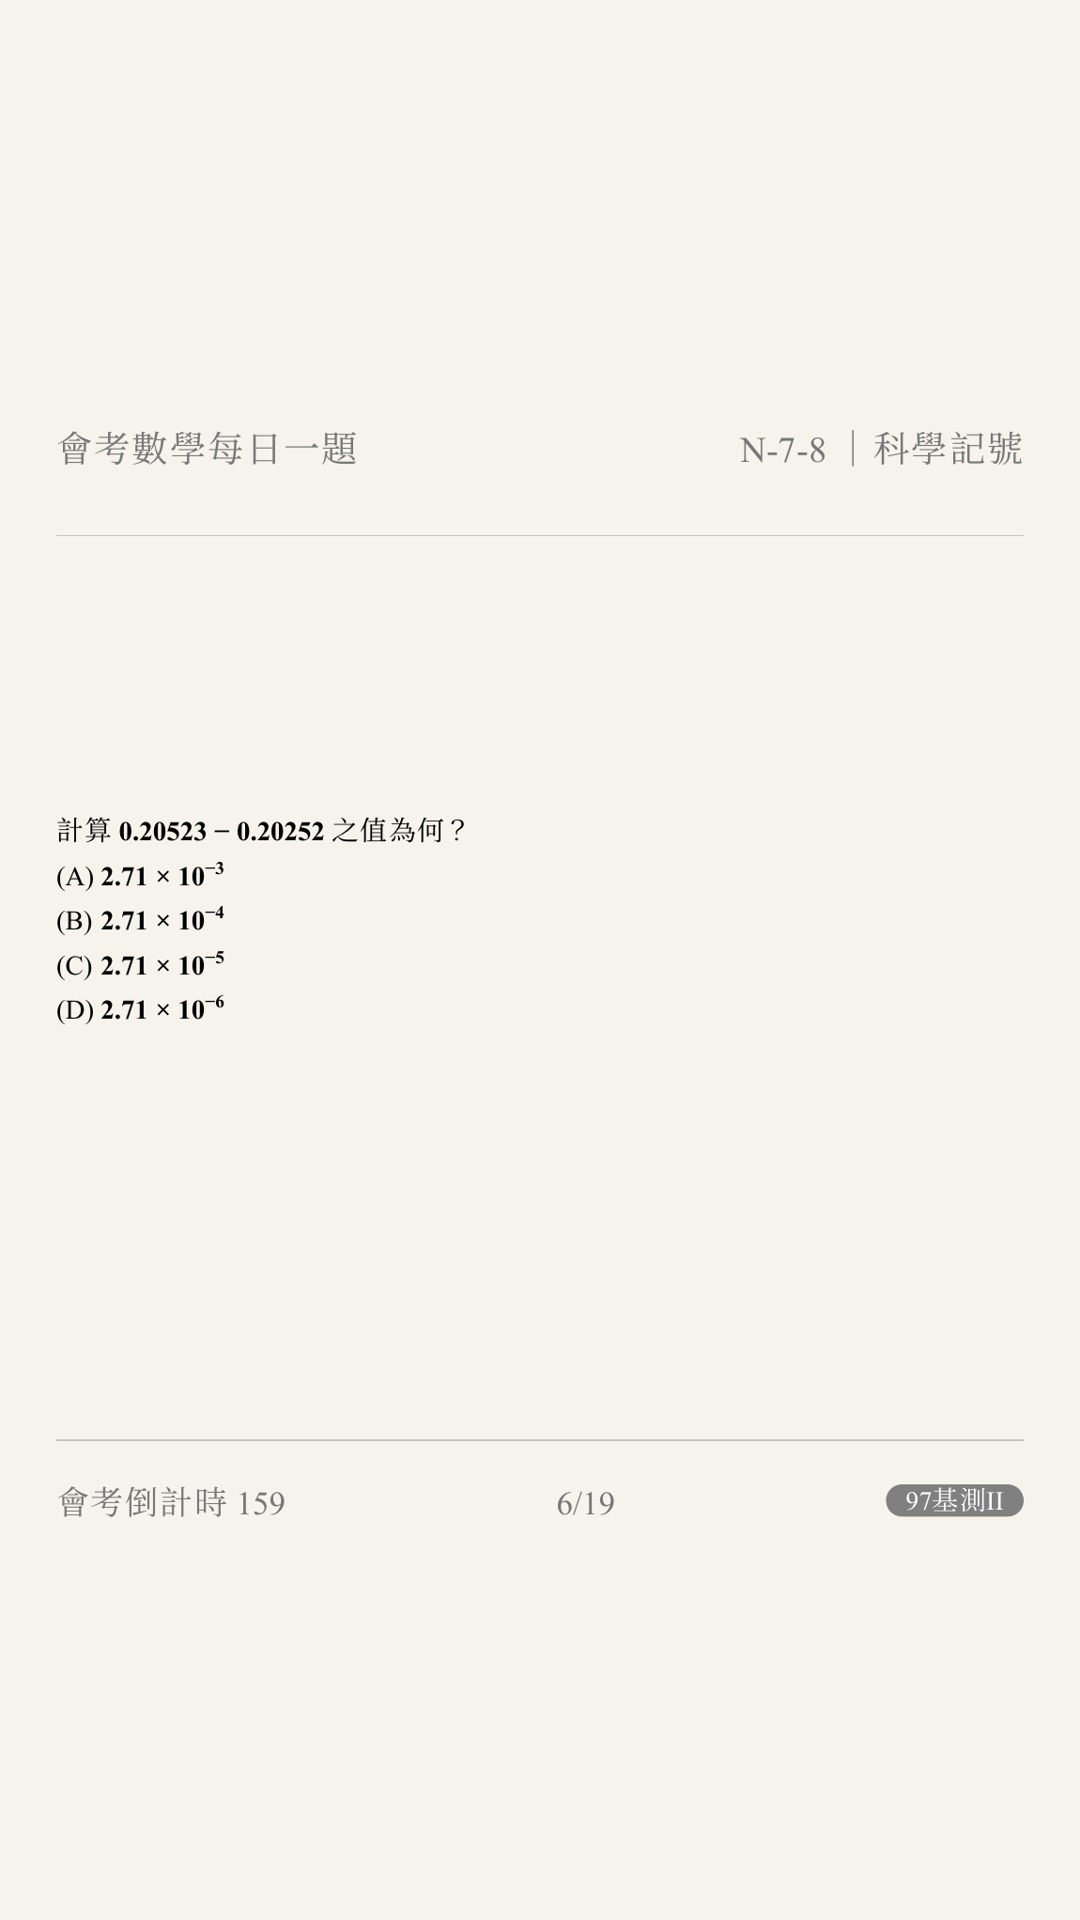 會考數學每日一題
N-7-8 | 科學記號
計算 0.20523 − 0.20252 之值為何？
(A) 2.71 × 10⁻³
(B) 2.71 × 10⁻⁴
(C) 2.71 × 10⁻⁵
(D) 2.71 × 10⁻⁶
會考倒計時 159
6/19
97基測II